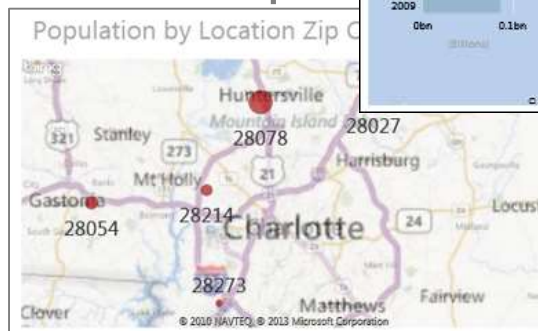 2009
0bn 0.1bn
(Billions)
Population by Location Zip C
Huntersville
Mountain Island
28078
28027
321
Stanley
273
21
Harrisburg
Mt Holly
Gastonia
28054
28214
Charlotte
24
Locust
28273
Matthews
Fairview
Clover
© 2010 NAVTEQ, © 2013 Microsoft Corporation